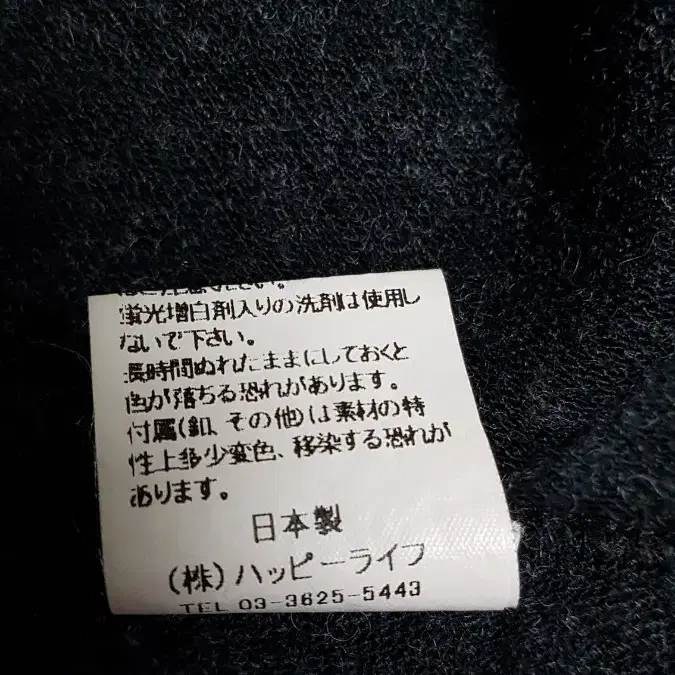 ください。
蛍光増白剤入りの洗剤は使用し
ないで下さい。
長時間ぬれたままにしておくと
色が落ちる恐れがあります。
付属(釦、その他)は素材の特
性上多少変色、移染する恐れが
あります。
日本製
(株)ハッピーライフ
TEL 03-3625-5443